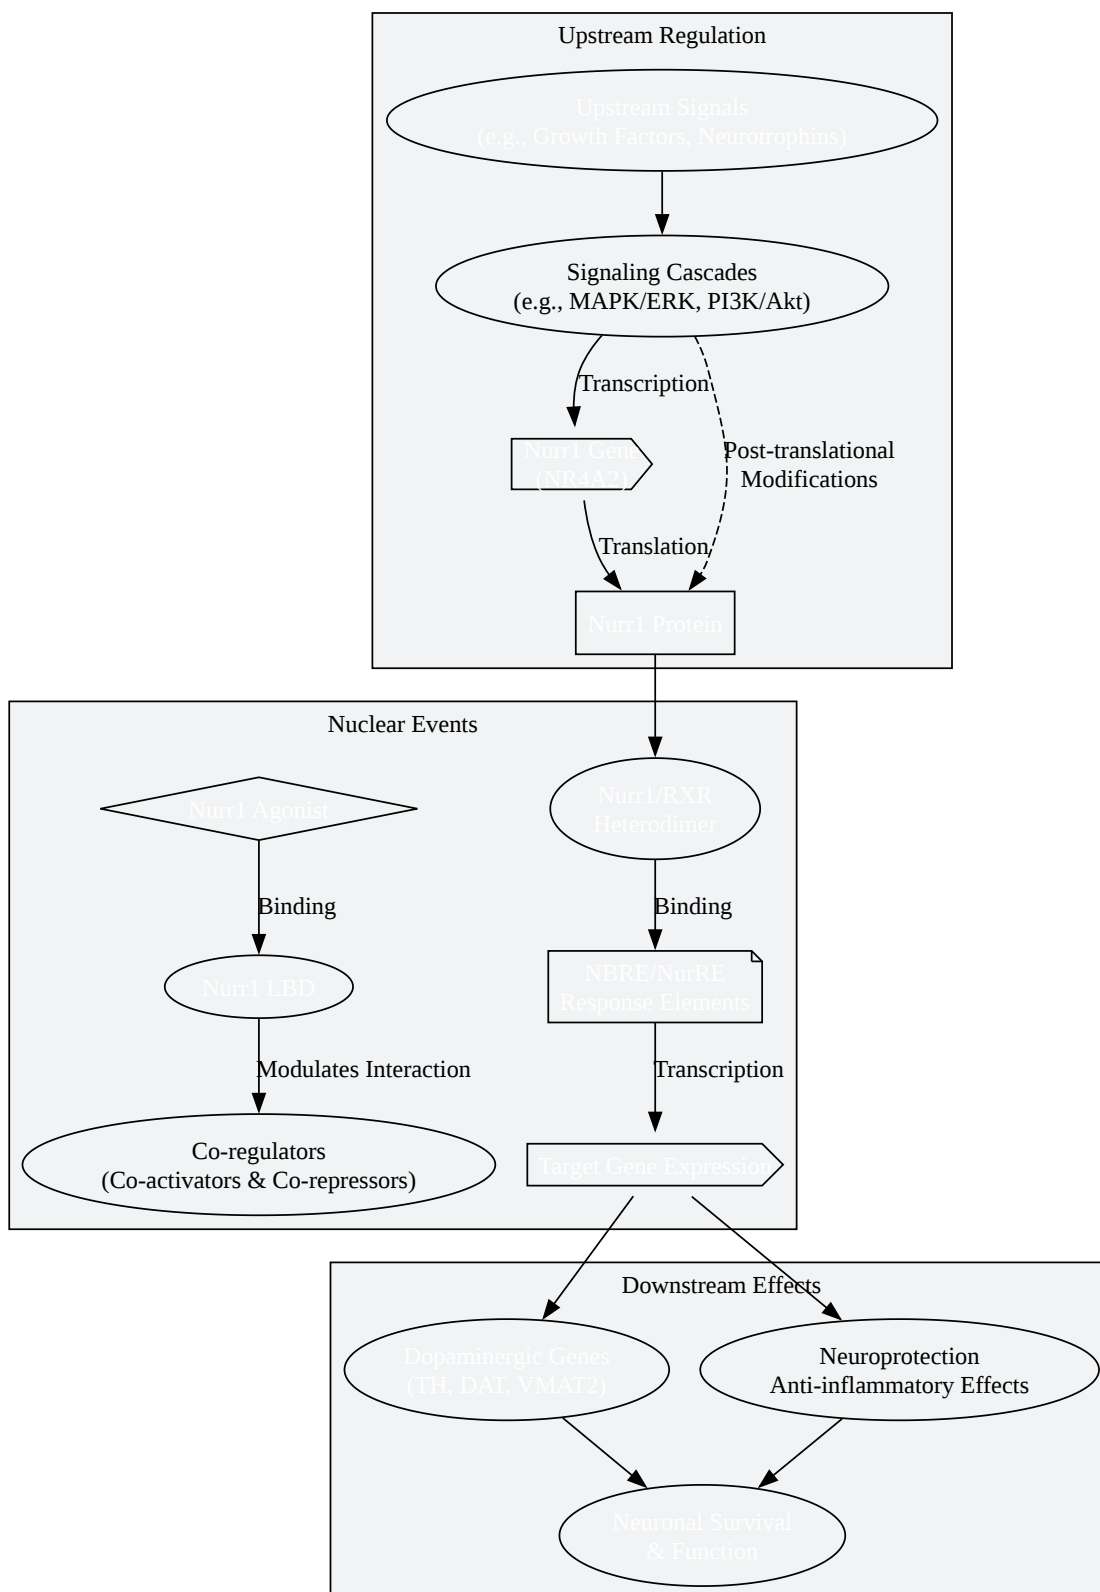 Upstream Regulation
Upstream Signals
(e.g., Growth Factors, Neurotrophins)
Signaling Cascades
(e.g., MAPK/ERK, PI3K/Akt)
Transcription
Nurr1 Gene
(NR4A2)
Post-translational
Modifications
Translation
Nurr1 Protein
Nuclear Events
Nurr1 Agonist
Nurr1/RXR
Heterodimer
Binding
Binding
Nurr1 LBD
NBRE/NurRE
Response Elements
Modulates Interaction
Transcription
Co-regulators
(Co-activators & Co-repressors)
Target Gene Expression
Downstream Effects
Dopaminergic Genes
(TH, DAT, VMAT2)
Neuroprotection
Anti-inflammatory Effects
Neuronal Survival
& Function